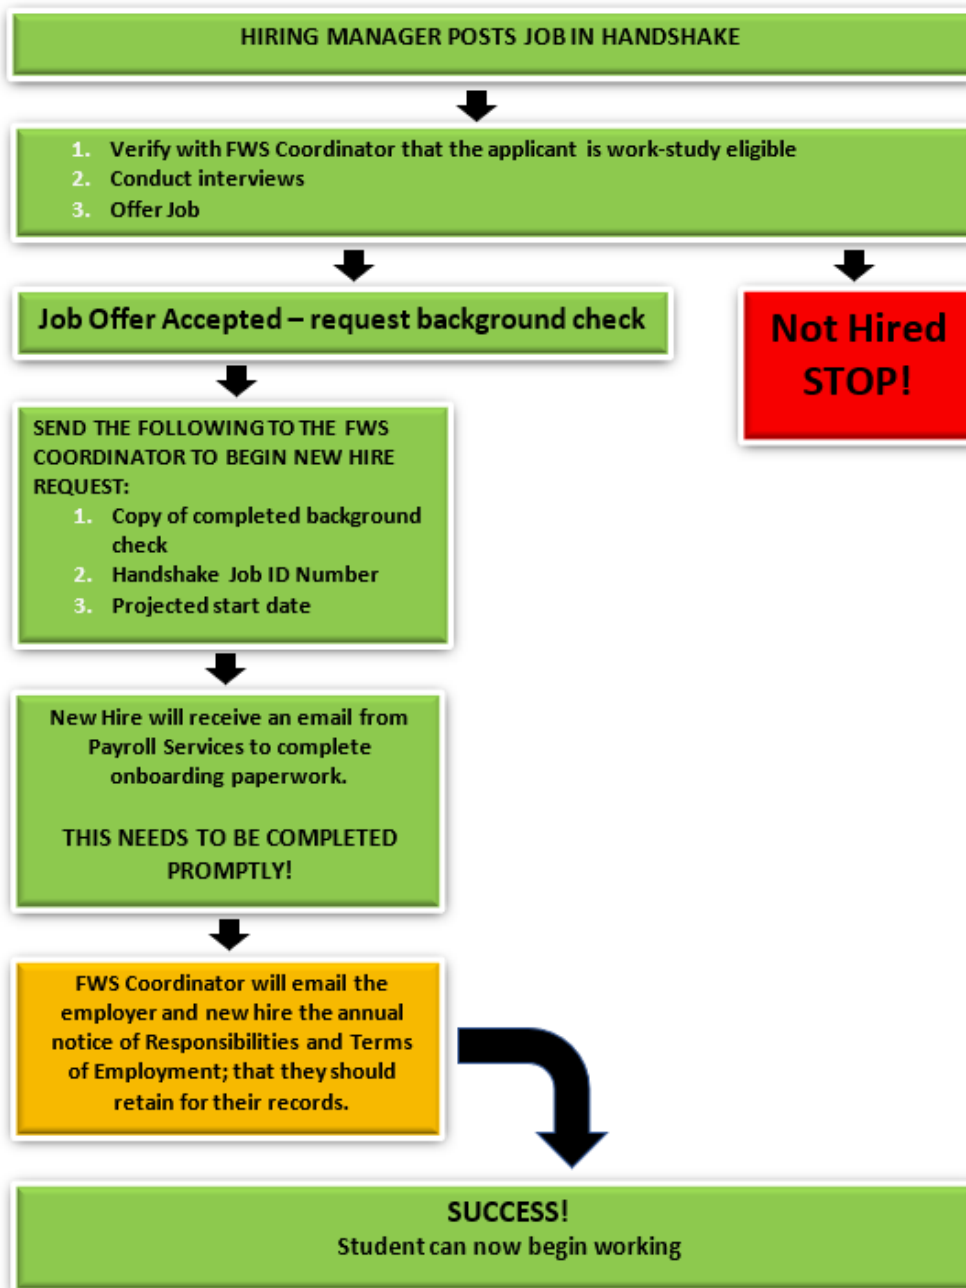 HIRING MANAGER POSTS JOB IN HANDSHAKE
1. Verify with FWS Coordinator that the applicant is work-study eligible
2. Conduct interviews
3. Offer Job
Job Offer Accepted – request background check
Not Hired
STOP!
SEND THE FOLLOWING TO THE FWS
COORDINATOR TO BEGIN NEW HIRE
REQUEST:
1. Copy of completed background
check
2. Handshake Job ID Number
3. Projected start date
New Hire will receive an email from
Payroll Services to complete
onboarding paperwork.
THIS NEEDS TO BE COMPLETED
PROMPTLY!
FWS Coordinator will email the
employer and new hire the annual
notice of Responsibilities and Terms
of Employment; that they should
retain for their records.
SUCCESS!
Student can now begin working